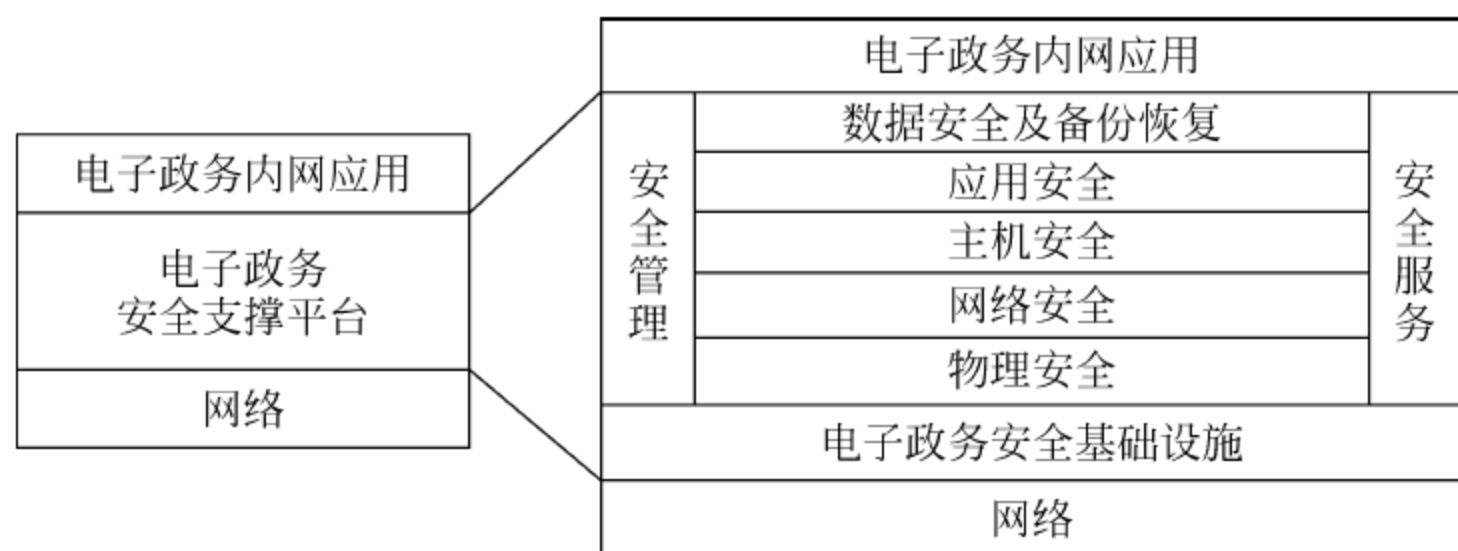 电子政务内网应用
电子政务
安全支撑平台
网络
电子政务内网应用
安全管理
数据安全及备份恢复
应用安全
主机安全
网络安全
物理安全
安全服务
电子政务安全基础设施
网络